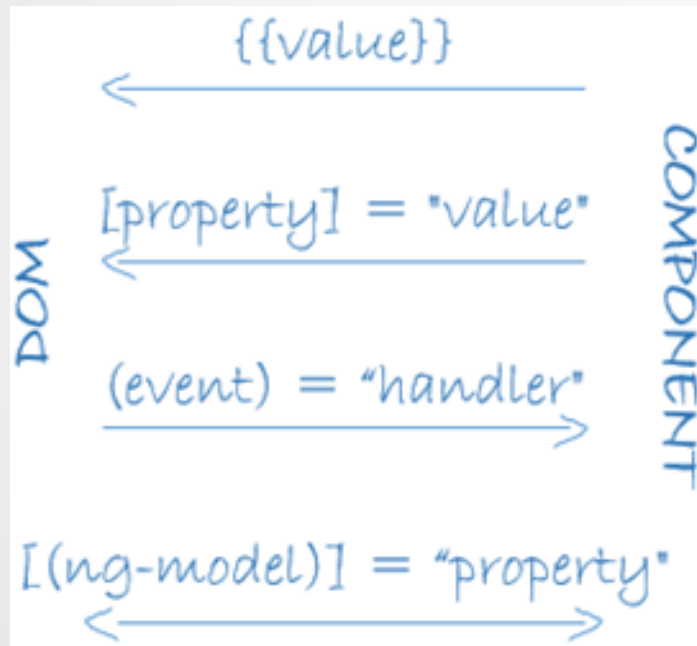 {{value}}
[property] = "value"
DOM
COMPONENT
(event) = "handler"
[(ng-model)] = "property"